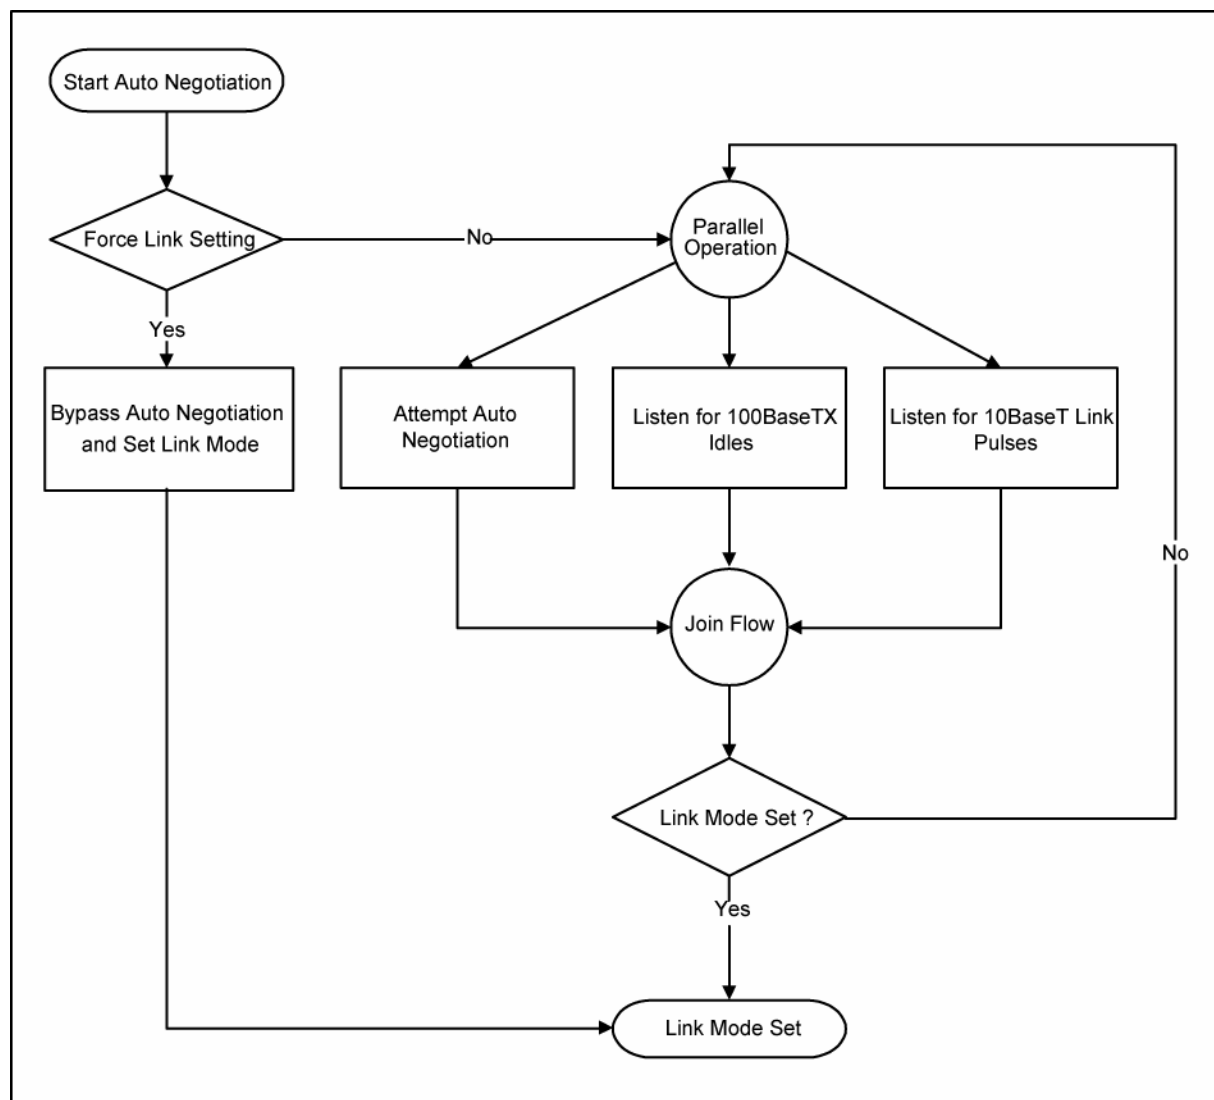 Start Auto Negotiation
Force Link Setting
No
Parallel
Operation
Yes
Bypass Auto Negotiation
and Set Link Mode
Attempt Auto
Negotiation
Listen for 100BaseTX
Idles
Listen for 10BaseT Link
Pulses
No
Join Flow
Link Mode Set ?
Yes
Link Mode Set